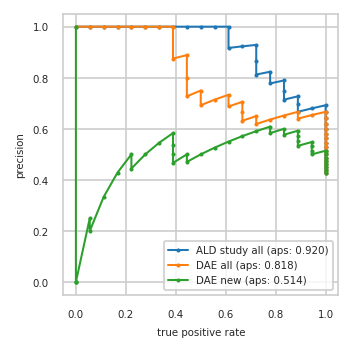 1.0
0.8
0.6
0.4
0.2
0.0
precision
ALD study all (aps: 0.920)
DAE all (aps: 0.818)
DAE new (aps: 0.514)
0.0 0.2 0.4 0.6 0.8 1.0
true positive rate